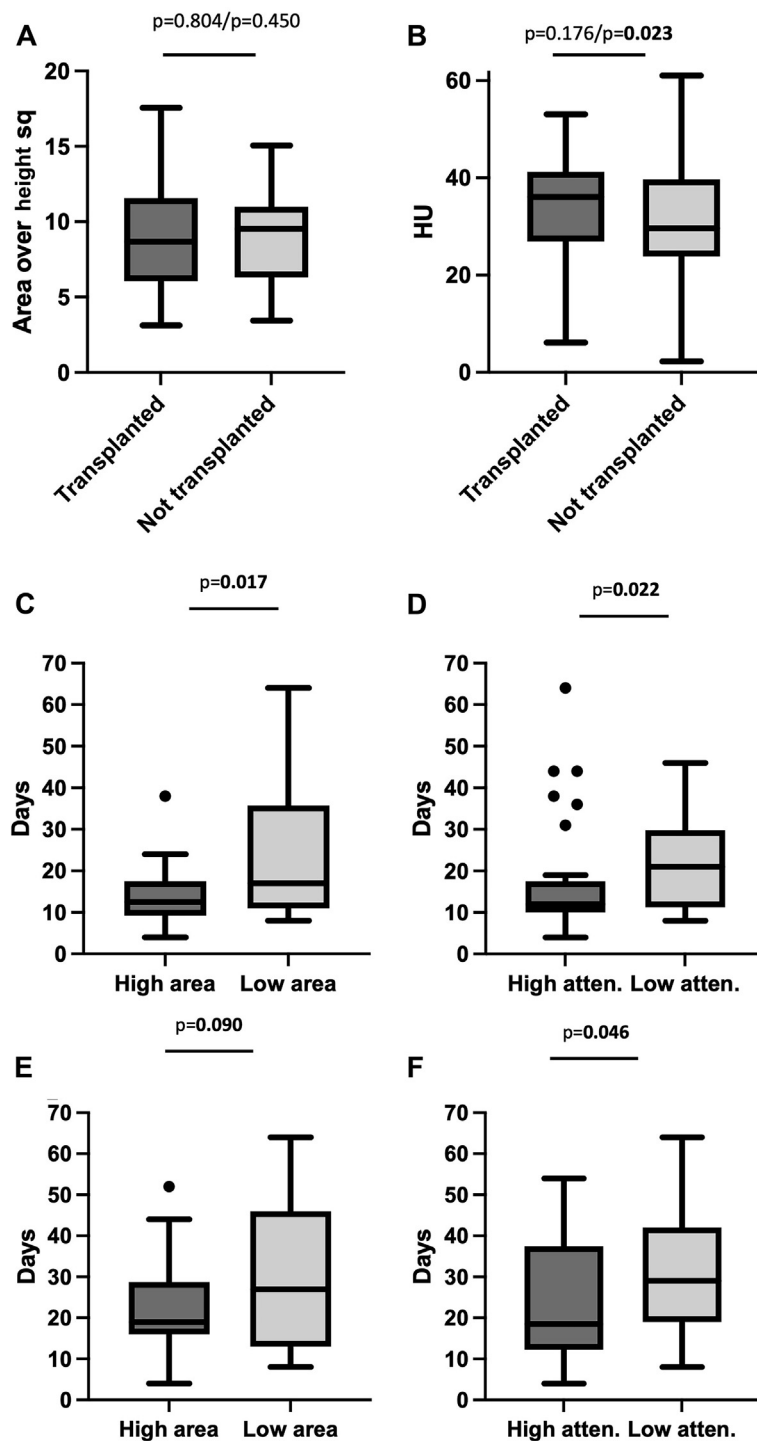 A
p=0.804/p=0.450
Area over height sq
20
15
10
5
0
Transplanted
Not transplanted
B
p=0.176/p=0.023
HU
60
40
20
0
Transplanted
Not transplanted
C
p=0.017
Days
70
60
50
40
30
20
10
0
High area Low area
D
p=0.022
Days
70
60
50
40
30
20
10
0
High atten. Low atten.
E
p=0.090
Days
70
60
50
40
30
20
10
0
High area Low area
F
p=0.046
Days
70
60
50
40
30
20
10
0
High atten. Low atten.